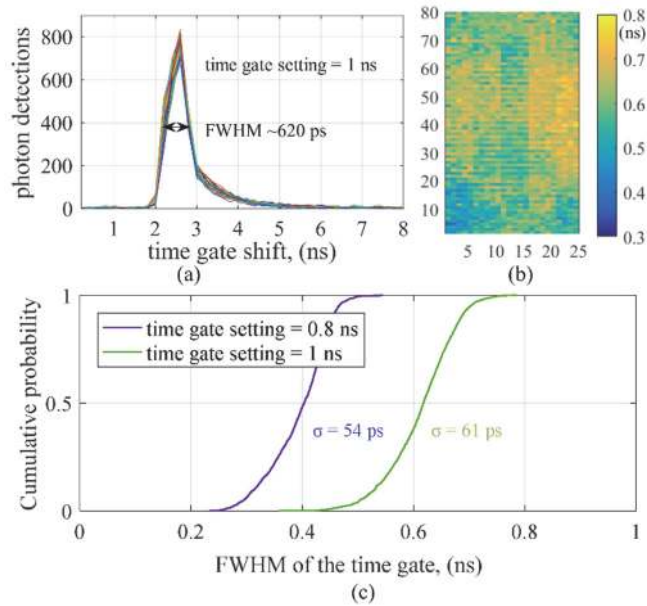 800
600
400
200
0
photon detections
time gate setting = 1 ns
FWHM ~620 ps
1 2 3 4 5 6 7 8
time gate shift, (ns)
(a)
80
70
60
50
40
30
20
10
5 10 15 20 25
(b)
0.8
(ns)
0.7
0.6
0.5
0.4
0.3
1
0.5
0
Cumulative probability
time gate setting = 0.8 ns
time gate setting = 1 ns
σ = 54 ps
σ = 61 ps
0 0.2 0.4 0.6 0.8 1
FWHM of the time gate, (ns)
(c)